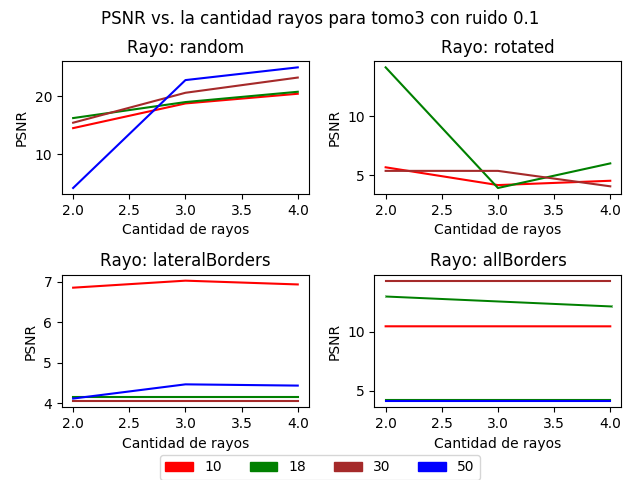 PSNR vs. la cantidad rayos para tomo3 con ruido 0.1
Rayo: random
20
10
PSNR
2.0 2.5 3.0 3.5 4.0
Cantidad de rayos
Rayo: rotated
10
5
PSNR
2.0 2.5 3.0 3.5 4.0
Cantidad de rayos
Rayo: lateralBorders
7
6
5
4
PSNR
2.0 2.5 3.0 3.5 4.0
Cantidad de rayos
Rayo: allBorders
10
5
PSNR
2.0 2.5 3.0 3.5 4.0
Cantidad de rayos
10 18 30 50